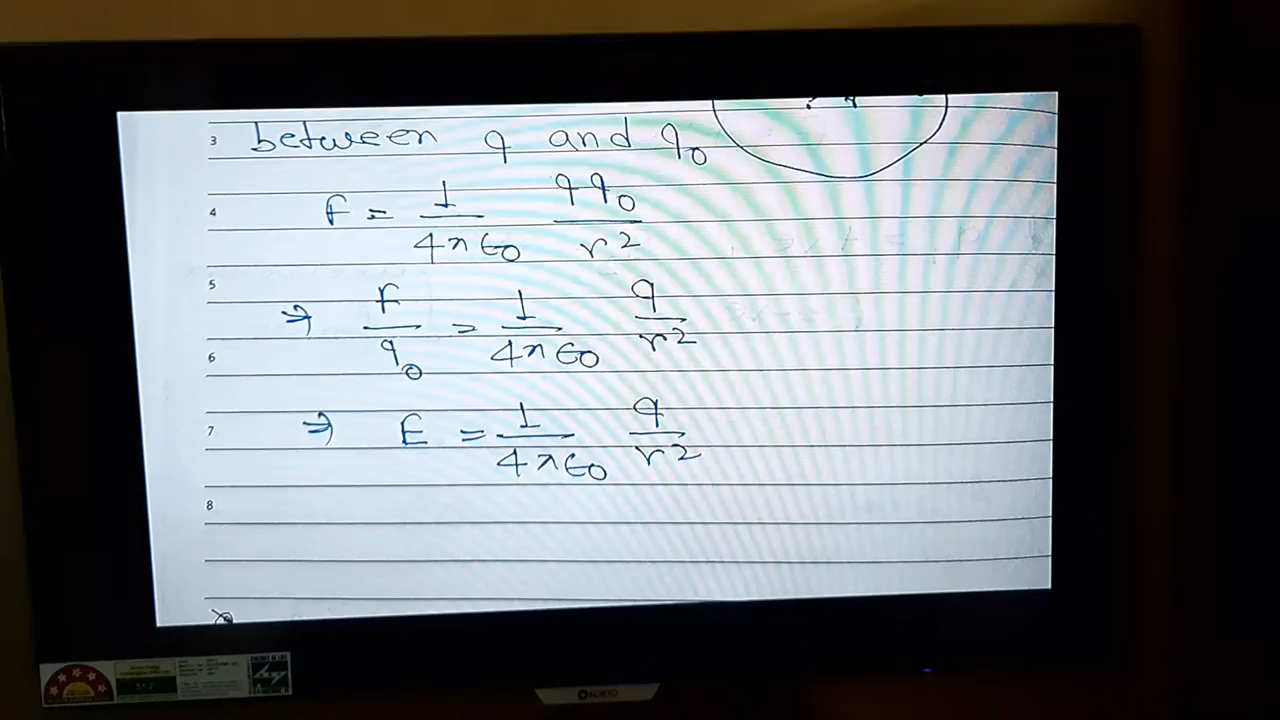 3 between q and q₀
4 F = 1/4πϵ₀ qq₀/r²
5
⇒ F/q₀ = 1/4πϵ₀ q/r²
6
7 ⇒ E = 1/4πϵ₀ q/r²
8